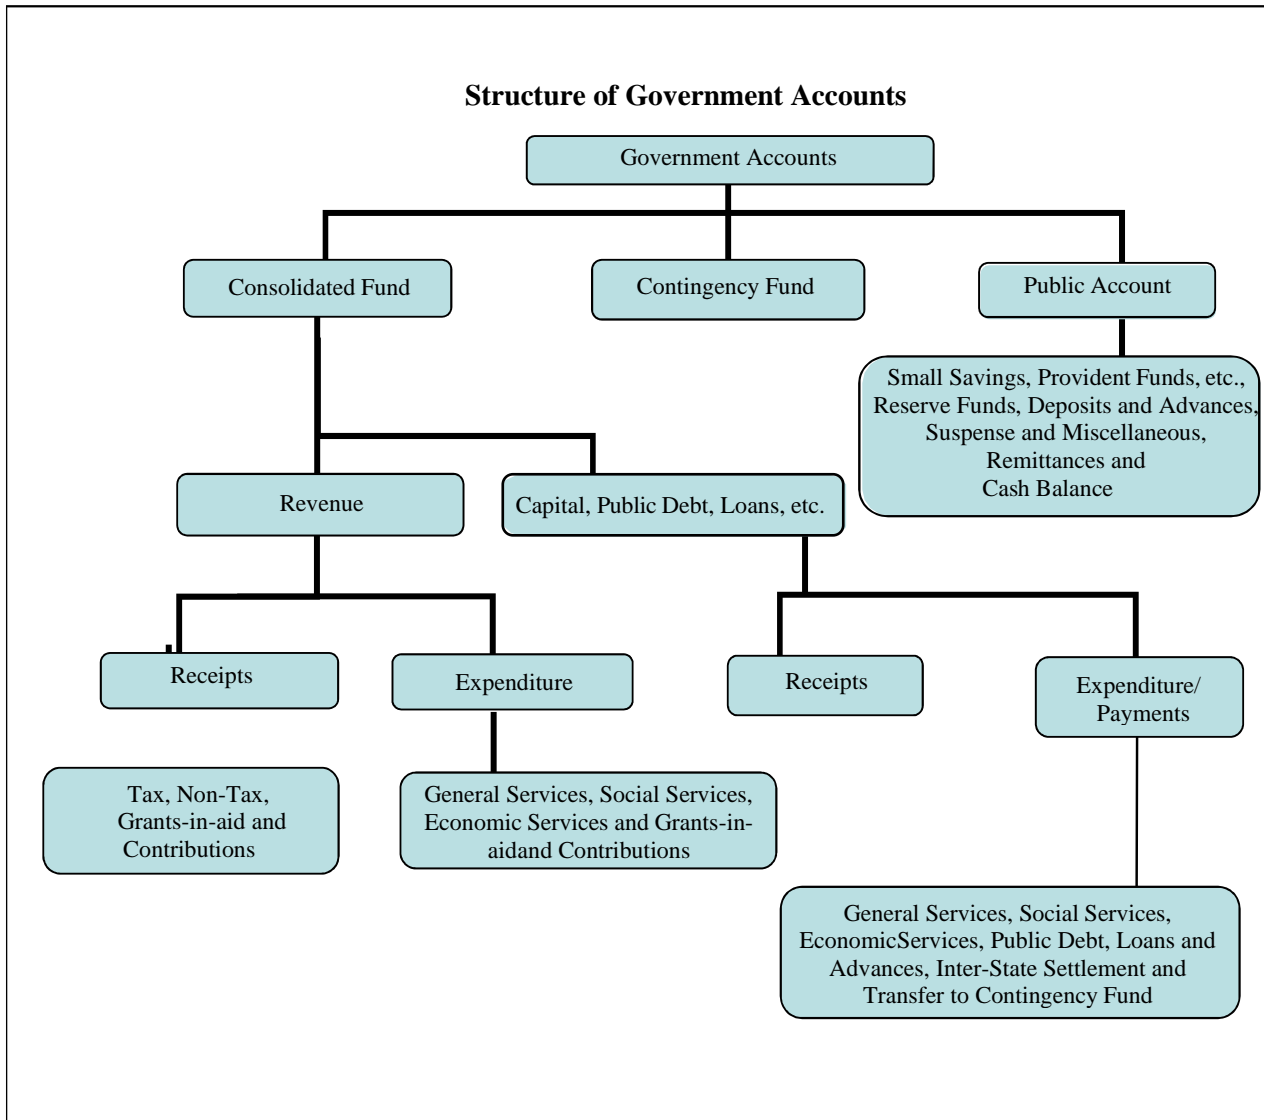 Structure of Government Accounts
Government Accounts
Consolidated Fund
Contingency Fund
Public Account
Small Savings, Provident Funds, etc.,
Reserve Funds, Deposits and Advances,
Suspense and Miscellaneous,
Remittances and
Cash Balance
Revenue
Capital, Public Debt, Loans, etc.
Receipts
Expenditure
Receipts
Expenditure/
Payments
Tax, Non-Tax,
Grants-in-aid and
Contributions
General Services, Social Services,
Economic Services and Grants-in-
aidand Contributions
General Services, Social Services,
EconomicServices, Public Debt, Loans and
Advances, Inter-State Settlement and
Transfer to Contingency Fund